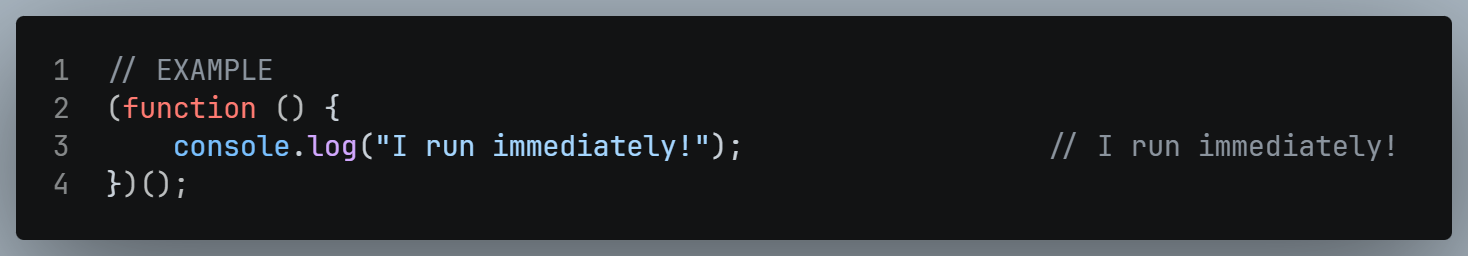 1 // EXAMPLE
2 (function () {
3     console.log("I run immediately!");                   // I run immediately!
4 })();